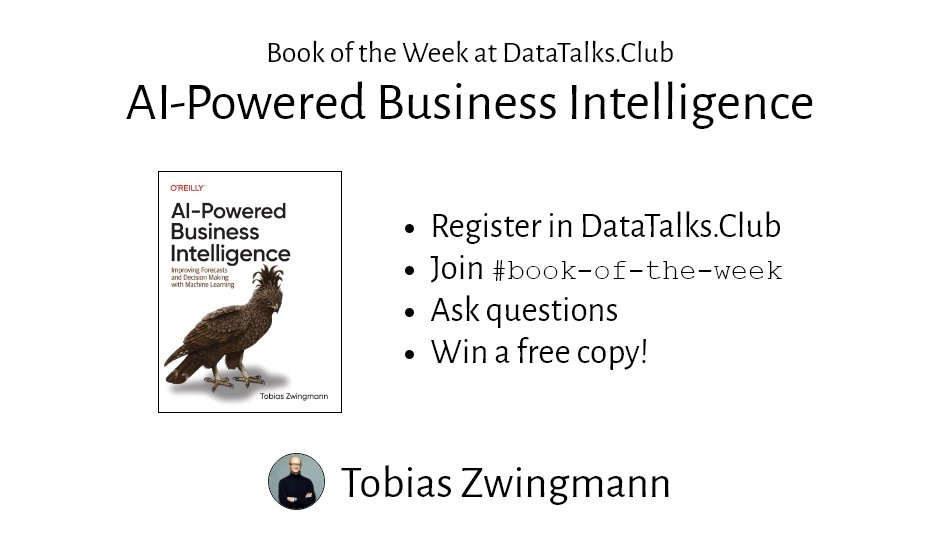 Book of the Week at DataTalks.Club
AI-Powered Business Intelligence
O'REILLY
AI-Powered
Business
Intelligence
Improving Forecasts
and Decision Making
with Machine Learning
Tobias Zwingmann
• Register in DataTalks.Club
• Join #book-of-the-week
• Ask questions
• Win a free copy!
Tobias Zwingmann